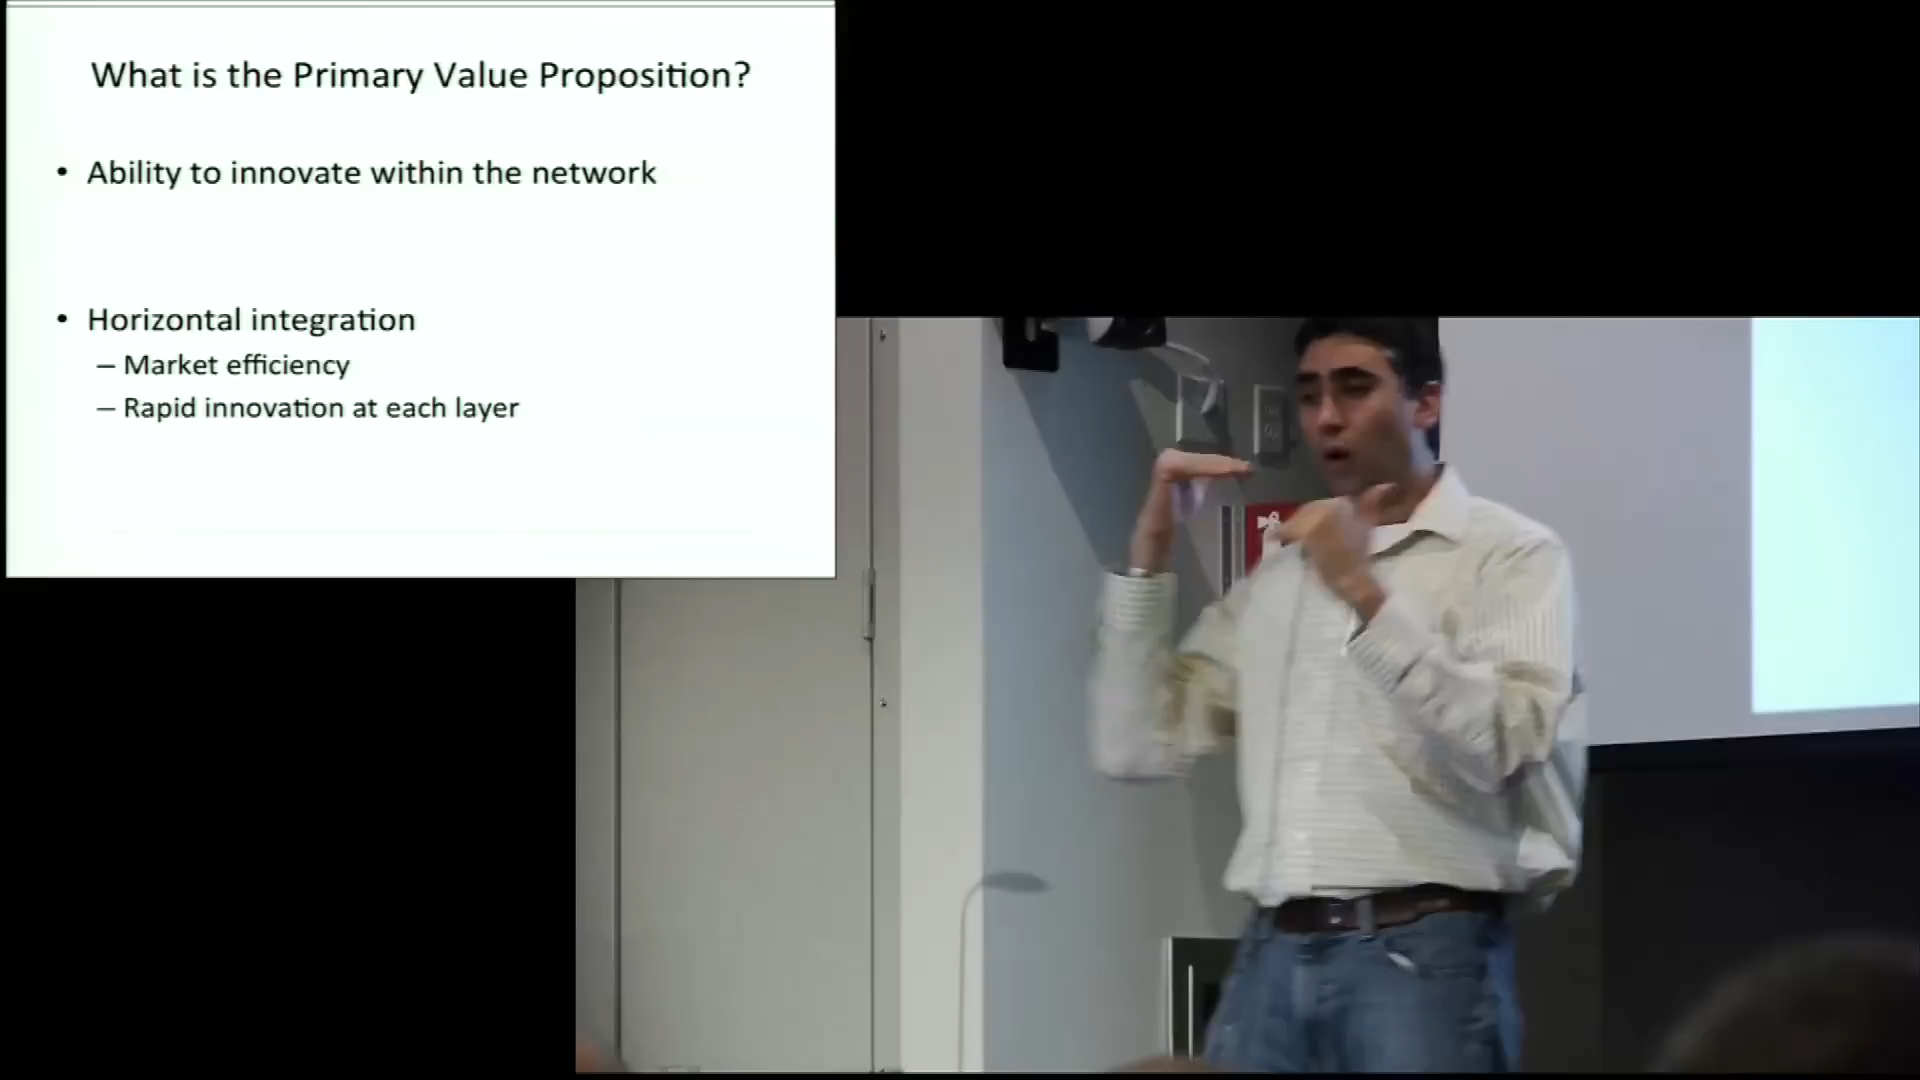 What is the Primary Value Proposition?
• Ability to innovate within the network
• Horizontal integration
– Market efficiency
– Rapid innovation at each layer